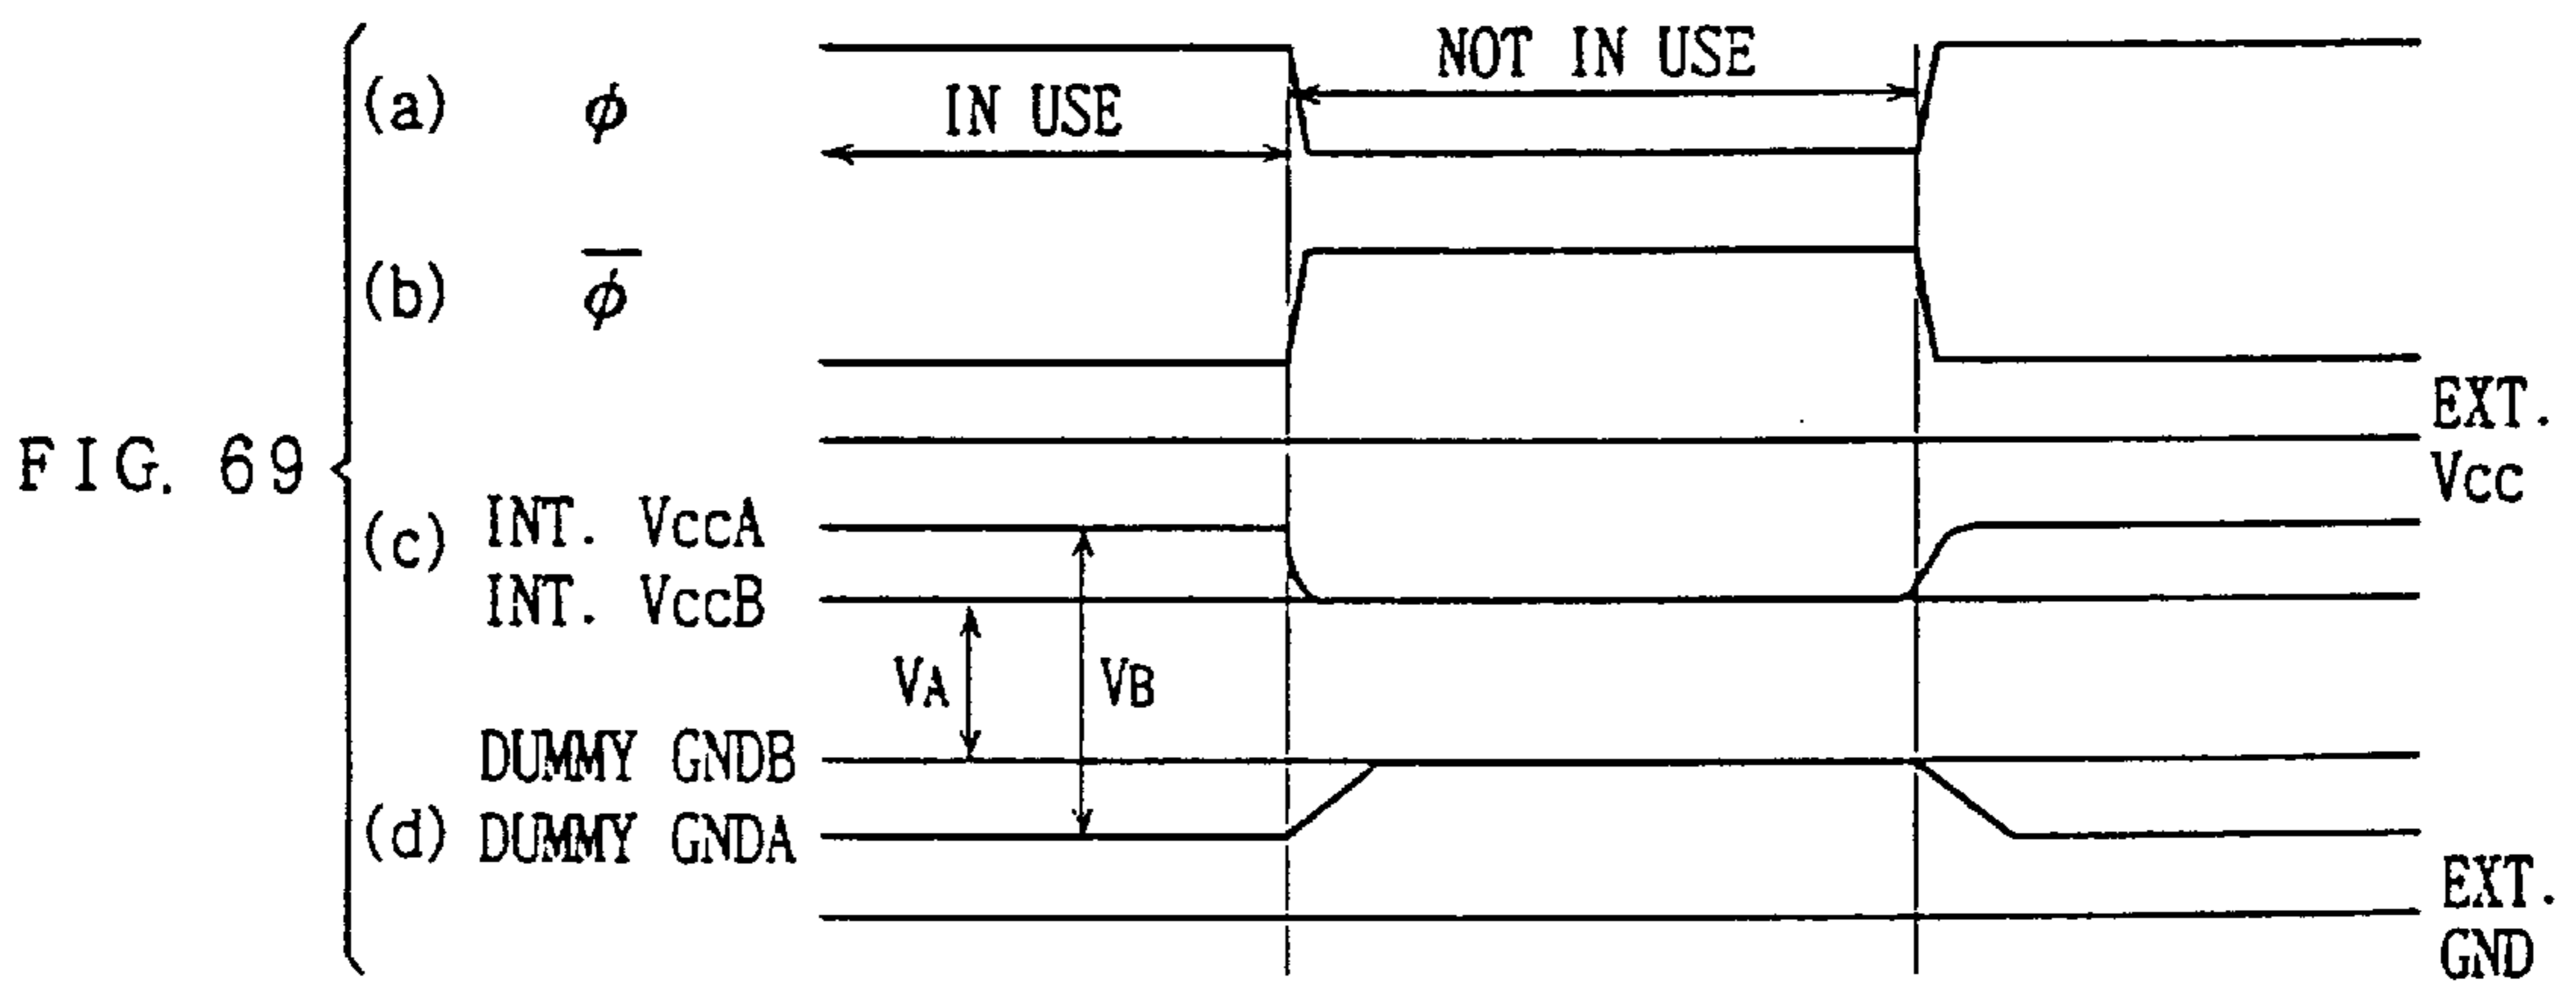 FIG. 69
(a) ϕ
IN USE
NOT IN USE
(b) ϕ̅
EXT.
Vcc
(c) INT. VccA
INT. VccB
VA
VB
DUMMY GNDB
(d) DUMMY GNDA
EXT.
GND